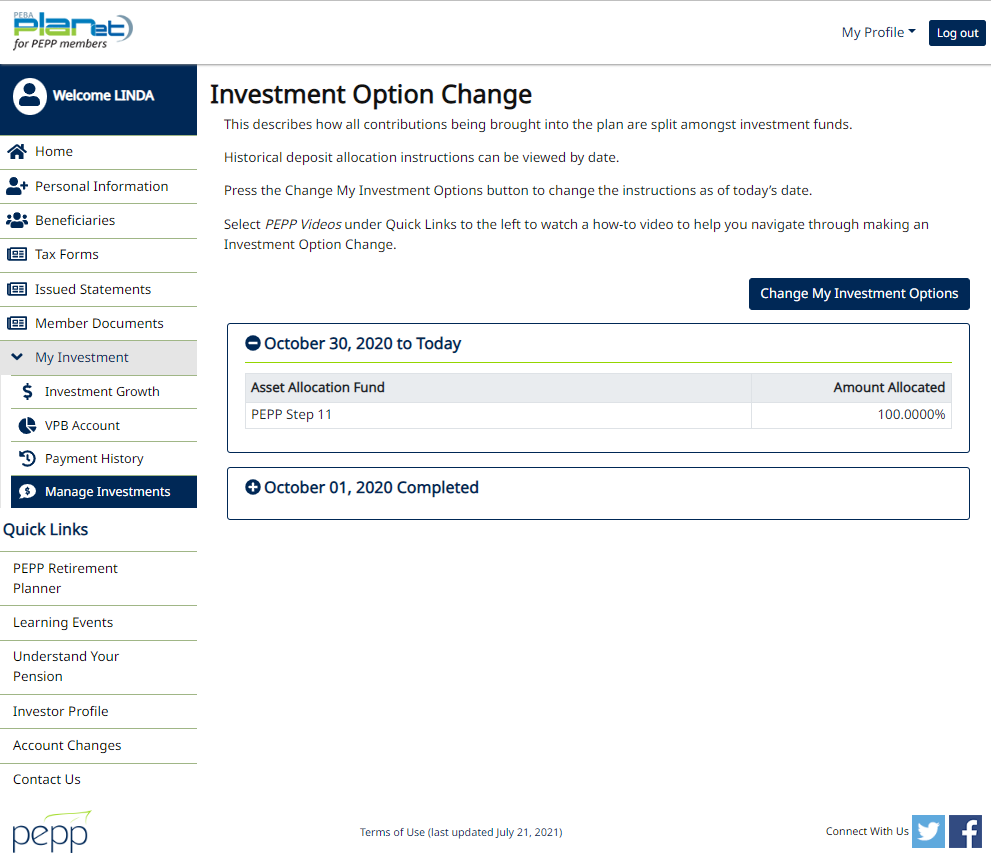 PEBA
planet
for PEPP members
My Profile
Log out
Welcome LINDA
Home
Personal Information
Beneficiaries
Tax Forms
Issued Statements
Member Documents
My Investment
Investment Growth
VPB Account
Payment History
Manage Investments
Quick Links
PEPP Retirement
Planner
Learning Events
Understand Your
Pension
Investor Profile
Account Changes
Contact Us
Investment Option Change
This describes how all contributions being brought into the plan are split amongst investment funds.
Historical deposit allocation instructions can be viewed by date.
Press the Change My Investment Options button to change the instructions as of today's date.
Select PEPP Videos under Quick Links to the left to watch a how-to video to help you navigate through making an
Investment Option Change.
Change My Investment Options
October 30, 2020 to Today
Asset Allocation Fund Amount Allocated
PEPP Step 11 100.0000%
October 01, 2020 Completed
pepp
Terms of Use (last updated July 21, 2021)
Connect With Us